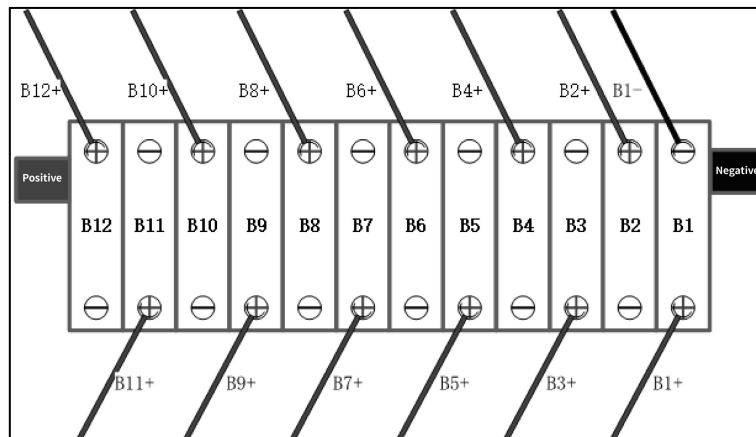 B12+ B10+ B8+ B6+ B4+ B2+ B1-
Positive
Negative
B12 B11 B10 B9 B8 B7 B6 B5 B4 B3 B2 B1
B11+ B9+ B7+ B5+ B3+ B1+